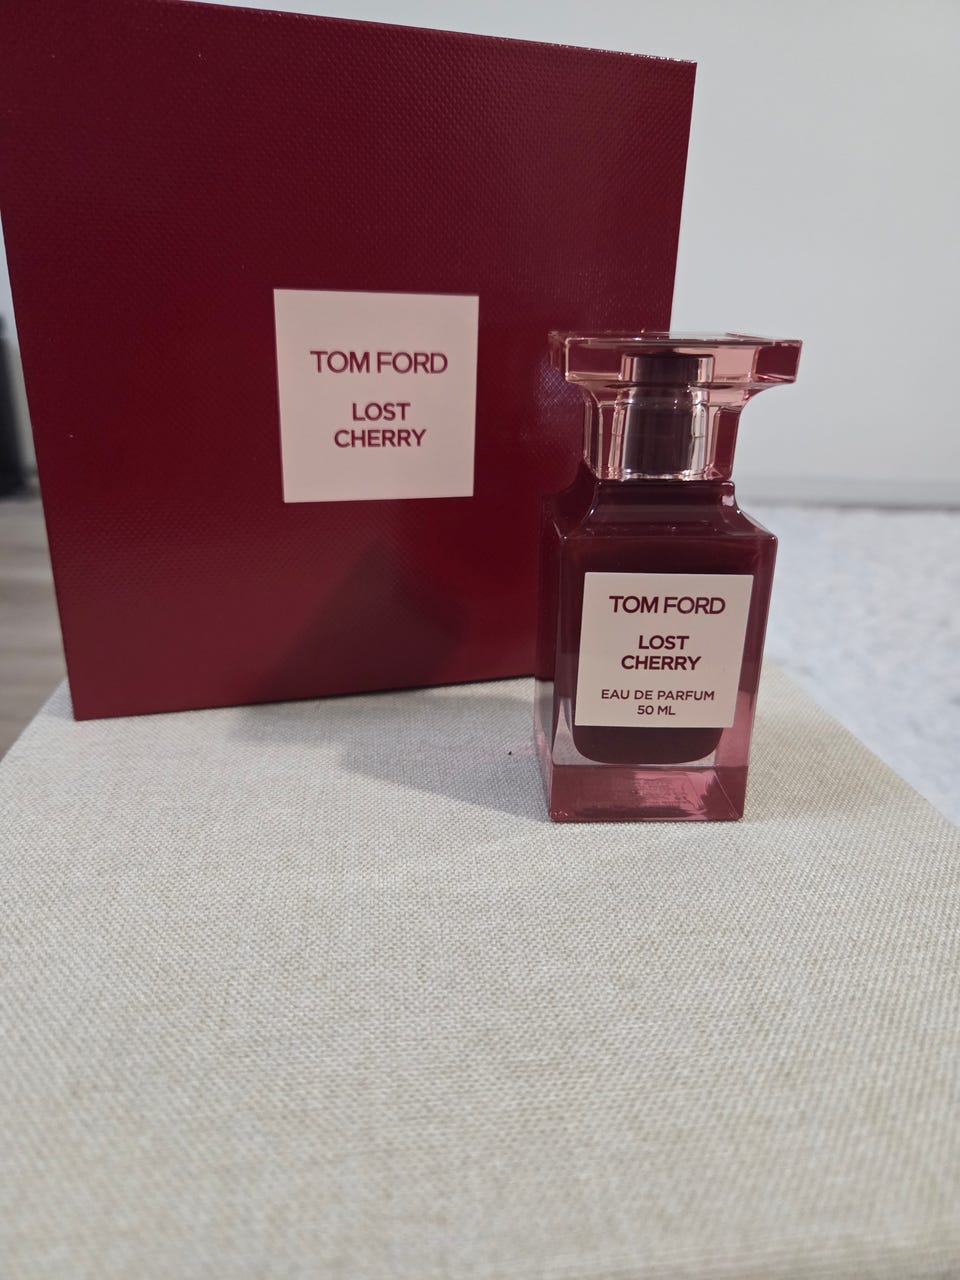 TOM FORD
LOST
CHERRY
TOM FORD
LOST
CHERRY
EAU DE PARFUM
50 ML